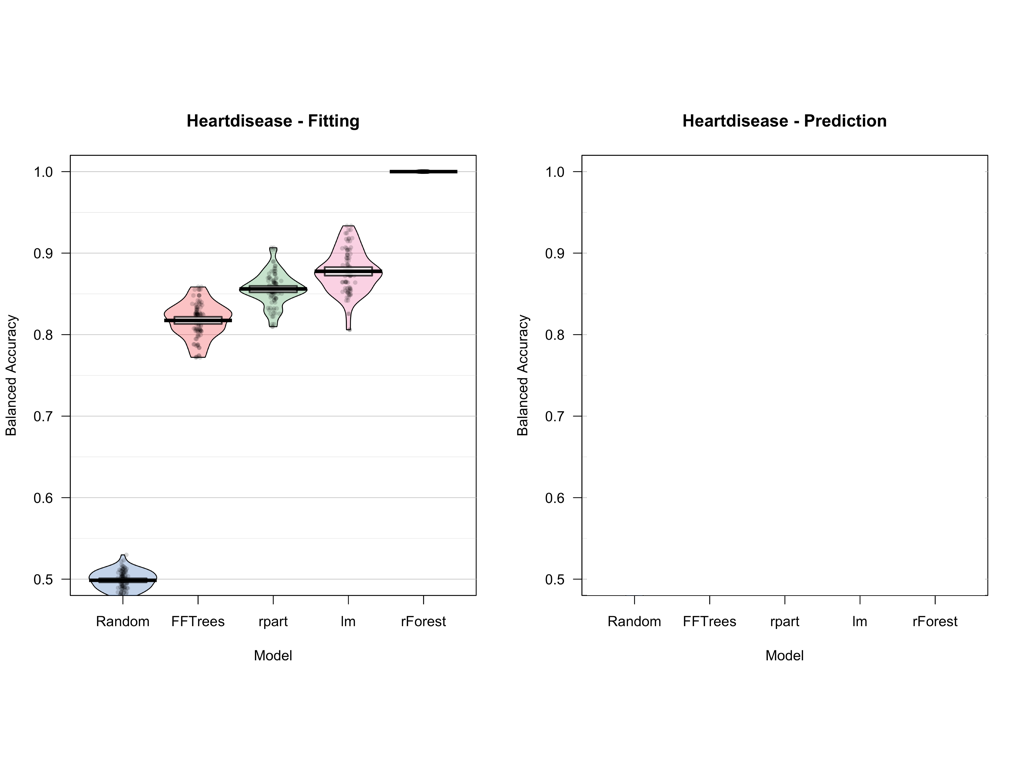 Heartdisease - Fitting
Balanced Accuracy
1.0
0.9
0.8
0.7
0.6
0.5
Random FFTrees rpart lm rForest
Model
Heartdisease - Prediction
Balanced Accuracy
1.0
0.9
0.8
0.7
0.6
0.5
Random FFTrees rpart lm rForest
Model